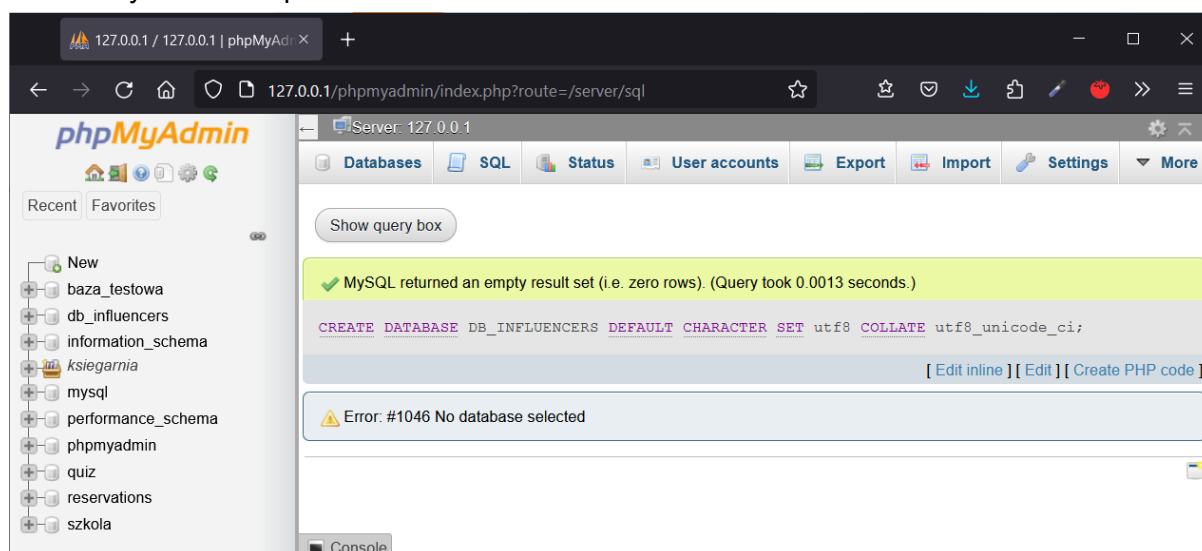 127.0.0.1 / 127.0.0.1 | phpMyAdr
127.0.0.1/phpmyadmin/index.php?route=/server/sql
phpMyAdmin
Recent Favorites
New
baza_testowa
db_influencers
information_schema
ksiegarnia
mysql
performance_schema
phpmyadmin
quiz
reservations
szkola
Server: 127.0.0.1
Databases SQL Status User accounts Export Import Settings More
Show query box
MySQL returned an empty result set (i.e. zero rows). (Query took 0.0013 seconds.)
CREATE DATABASE DB_INFLUENCERS DEFAULT CHARACTER SET utf8 COLLATE utf8_unicode_ci;
[ Edit inline ] [ Edit ] [ Create PHP code ]
Error: #1046 No database selected
Console